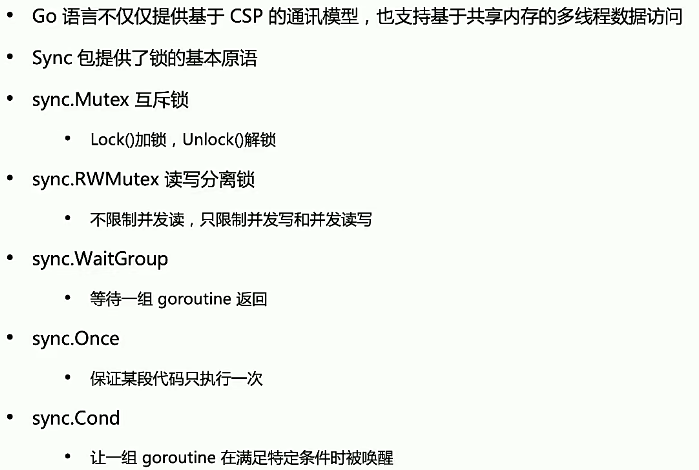 • Go 语言不仅仅提供基于 CSP 的通讯模型，也支持基于共享内存的多线程数据访问
• Sync 包提供了锁的基本原语
• sync.Mutex 互斥锁
• Lock()加锁，Unlock()解锁
• sync.RWMutex 读写分离锁
• 不限制并发读，只限制并发写和并发读写
• sync.WaitGroup
• 等待一组 goroutine 返回
• sync.Once
• 保证某段代码只执行一次
• sync.Cond
• 让一组 goroutine 在满足特定条件时被唤醒